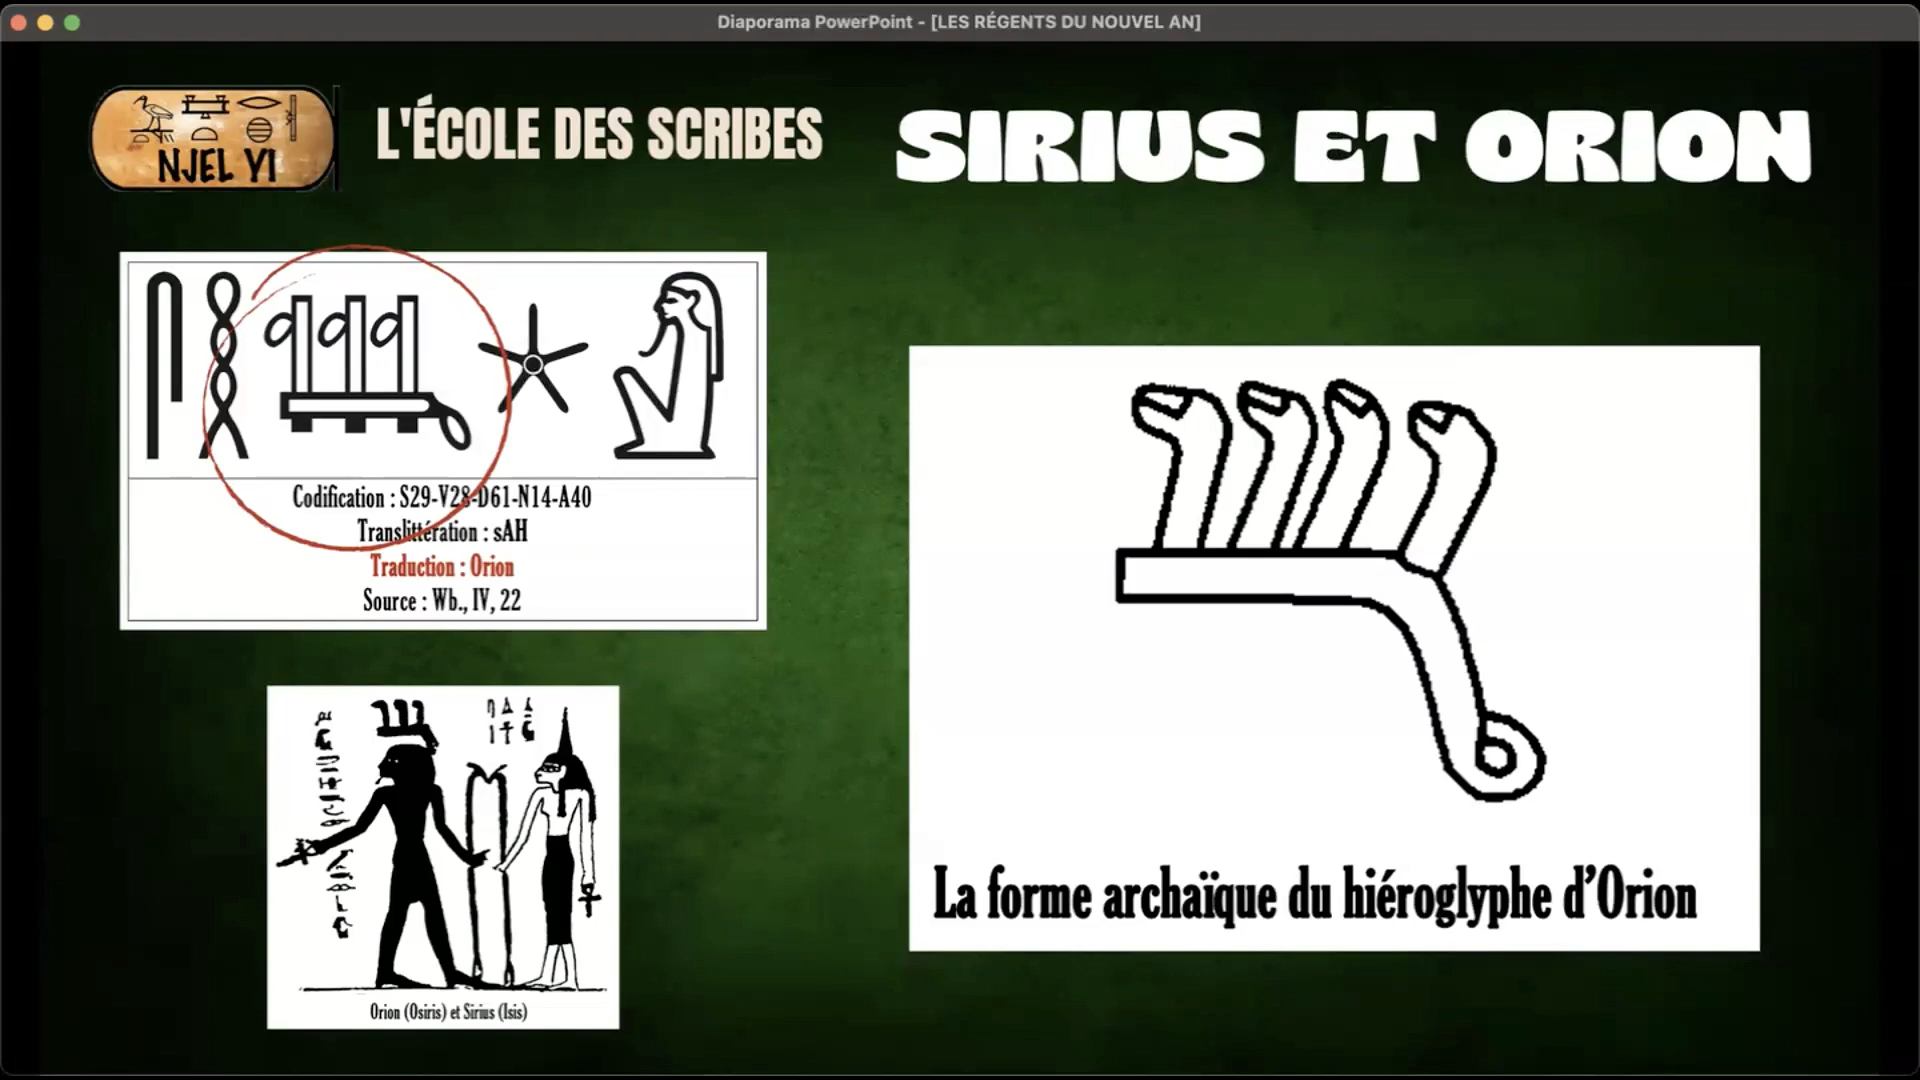 Diaporama PowerPoint - [LES RÉGENTS DU NOUVEL AN]
NJEL YI
L'ÉCOLE DES SCRIBES
SIRIUS ET ORION
Codification : S29-V28-D61-N14-A40
Translittération : sAH
Traduction : Orion
Source : Wb., IV, 22
Orion (Osiris) et Sirius (Isis)
La forme archaïque du hiéroglyphe d'Orion